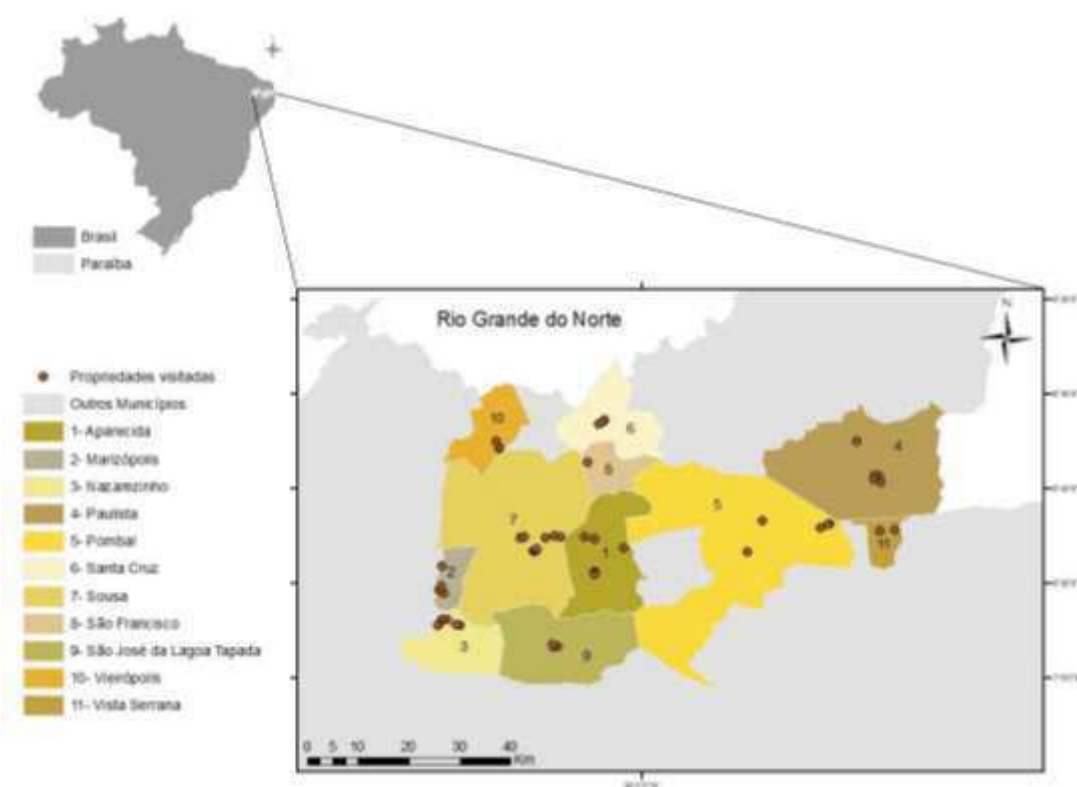 Brasil
Paraíba
Rio Grande do Norte
N
Propriedades visitadas
Outros Municípios
1- Aparecida
2- Marizópolis
3- Nazarezinho
4- Paulista
5- Pombal
6- Santa Cruz
7- Sousa
8- São Francisco
9- São José da Lagoa Tapada
10- Vieirópolis
11- Vista Serrana
10
6
4
5
7
11
1
2
3
9
0 5 10 20 30 40
Km